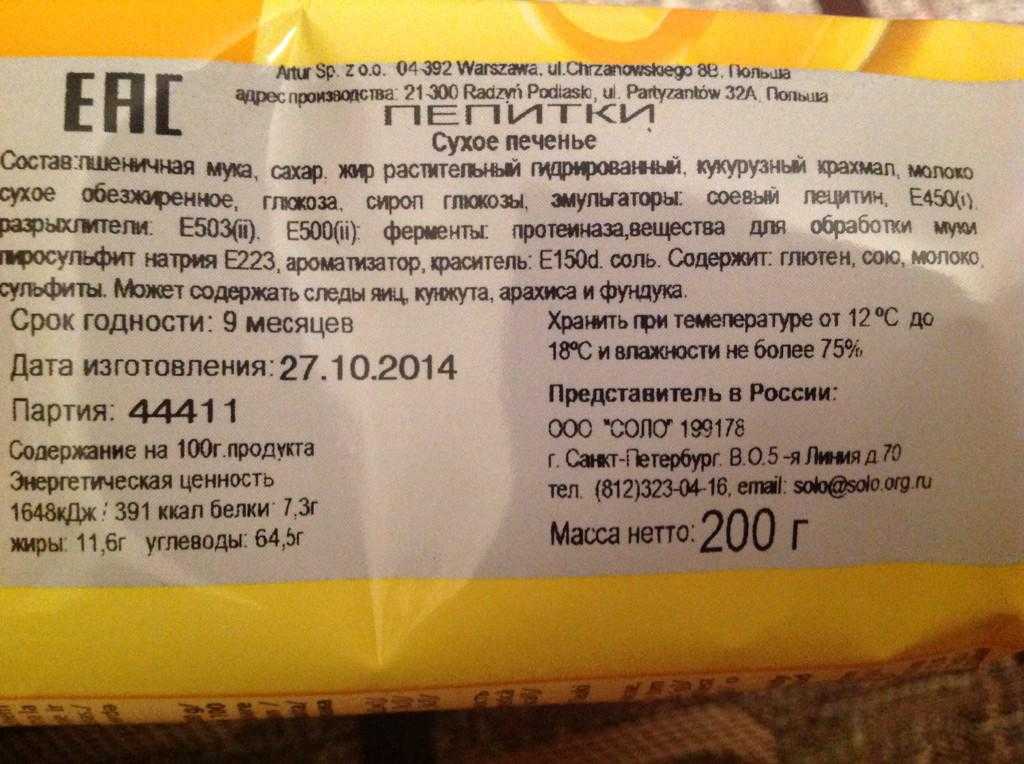 EAC
Artur Sp. z o.o. 04-392 Warszawa, ul.Chrzanowskiego 8B, Польша
адрес производства: 21-300 Radzyń Podlaski, ul. Partyzantów 32A, Польша
ПЕПИТКИ
Сухое печенье
Состав:пшеничная мука, сахар, жир растительный гидрированный, кукурузный крахмал, молоко
сухое обезжиренное, глюкоза, сироп глюкозы, эмульгаторы: соевый лецитин, Е450(i),
разрыхлители: Е503(ii), Е500(ii): ферменты: протеиназа,вещества для обработки муки
пиросульфит натрия Е223, ароматизатор, краситель: Е150d, соль. Содержит: глютен, сою, молоко,
сульфиты. Может содержать следы яиц, кунжута, арахиса и фундука.
Срок годности: 9 месяцев
Дата изготовления: 27.10.2014
Партия: 44411
Содержание на 100г.продукта
Энергетическая ценность
1648кДж / 391 ккал белки: 7,3г
жиры: 11,6г углеводы: 64,5г
Хранить при темепературе от 12 ºС до
18ºС и влажности не более 75%
Представитель в России:
ООО "СОЛО" 199178
г. Санкт-Петербург. В.О.5 -я Линия д.70
тел. (812)323-04-16, email: solo@solo.org.ru
Масса нетто: 200 г